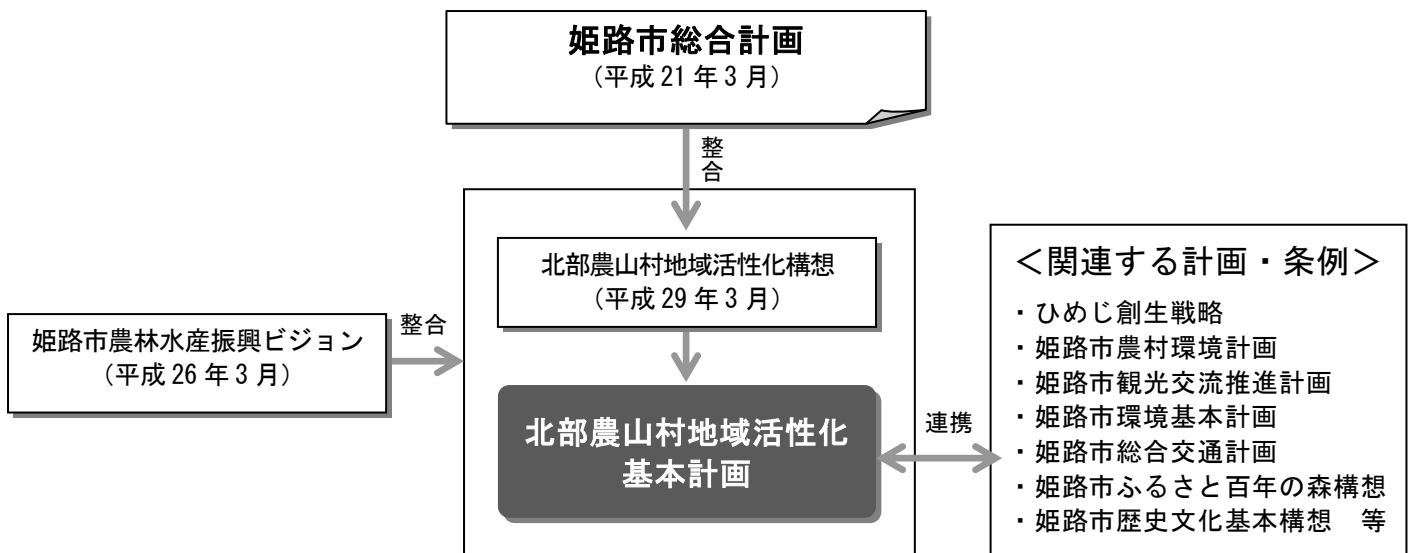 姫路市総合計画
（平成 21 年 3 月）
整合
北部農山村地域活性化構想
（平成 29 年 3 月）
姫路市農林水産振興ビジョン
（平成 26 年 3 月）
整合
北部農山村地域活性化
基本計画
連携
＜関連する計画・条例＞
・ひめじ創生戦略
・姫路市農村環境計画
・姫路市観光交流推進計画
・姫路市環境基本計画
・姫路市総合交通計画
・姫路市ふるさと百年の森構想
・姫路市歴史文化基本構想　等